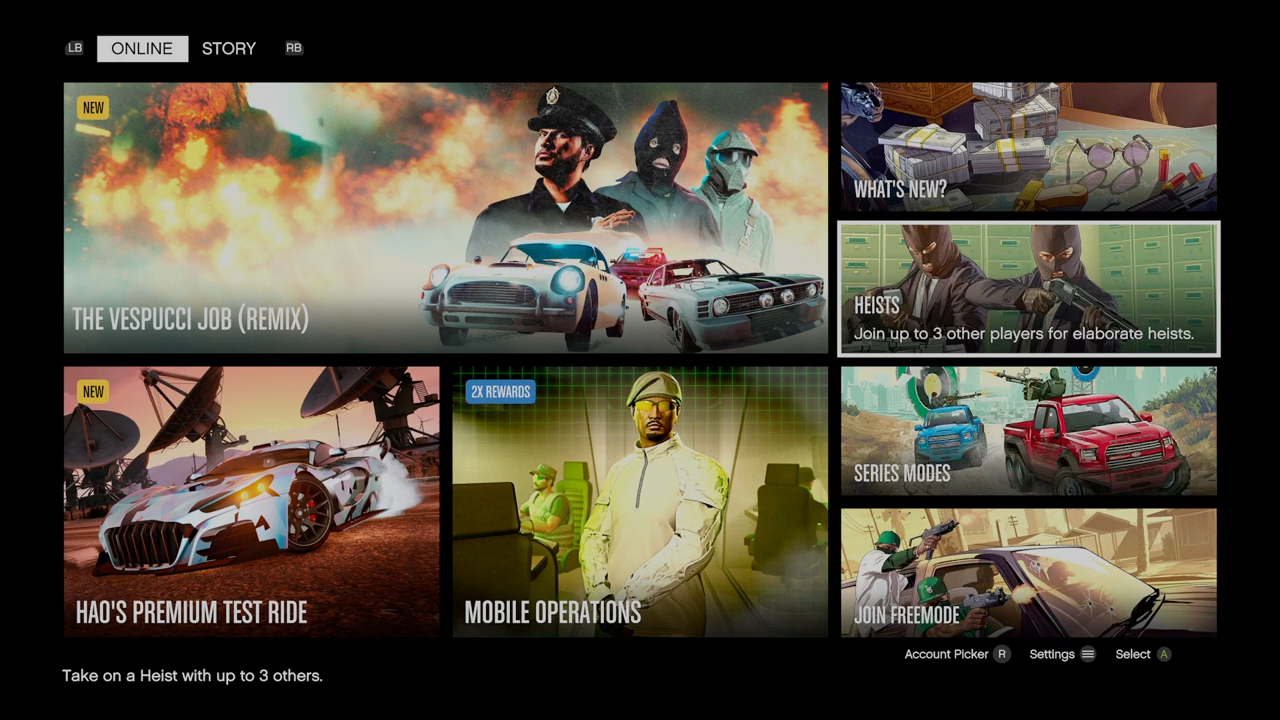 LB ONLINE STORY RB
NEW
THE VESPUCCI JOB (REMIX)
WHAT'S NEW?
HEISTS
Join up to 3 other players for elaborate heists.
NEW
HAO'S PREMIUM TEST RIDE
2X REWARDS
MOBILE OPERATIONS
SERIES MODES
JOIN FREEMODE
Account Picker R Settings Select A
Take on a Heist with up to 3 others.